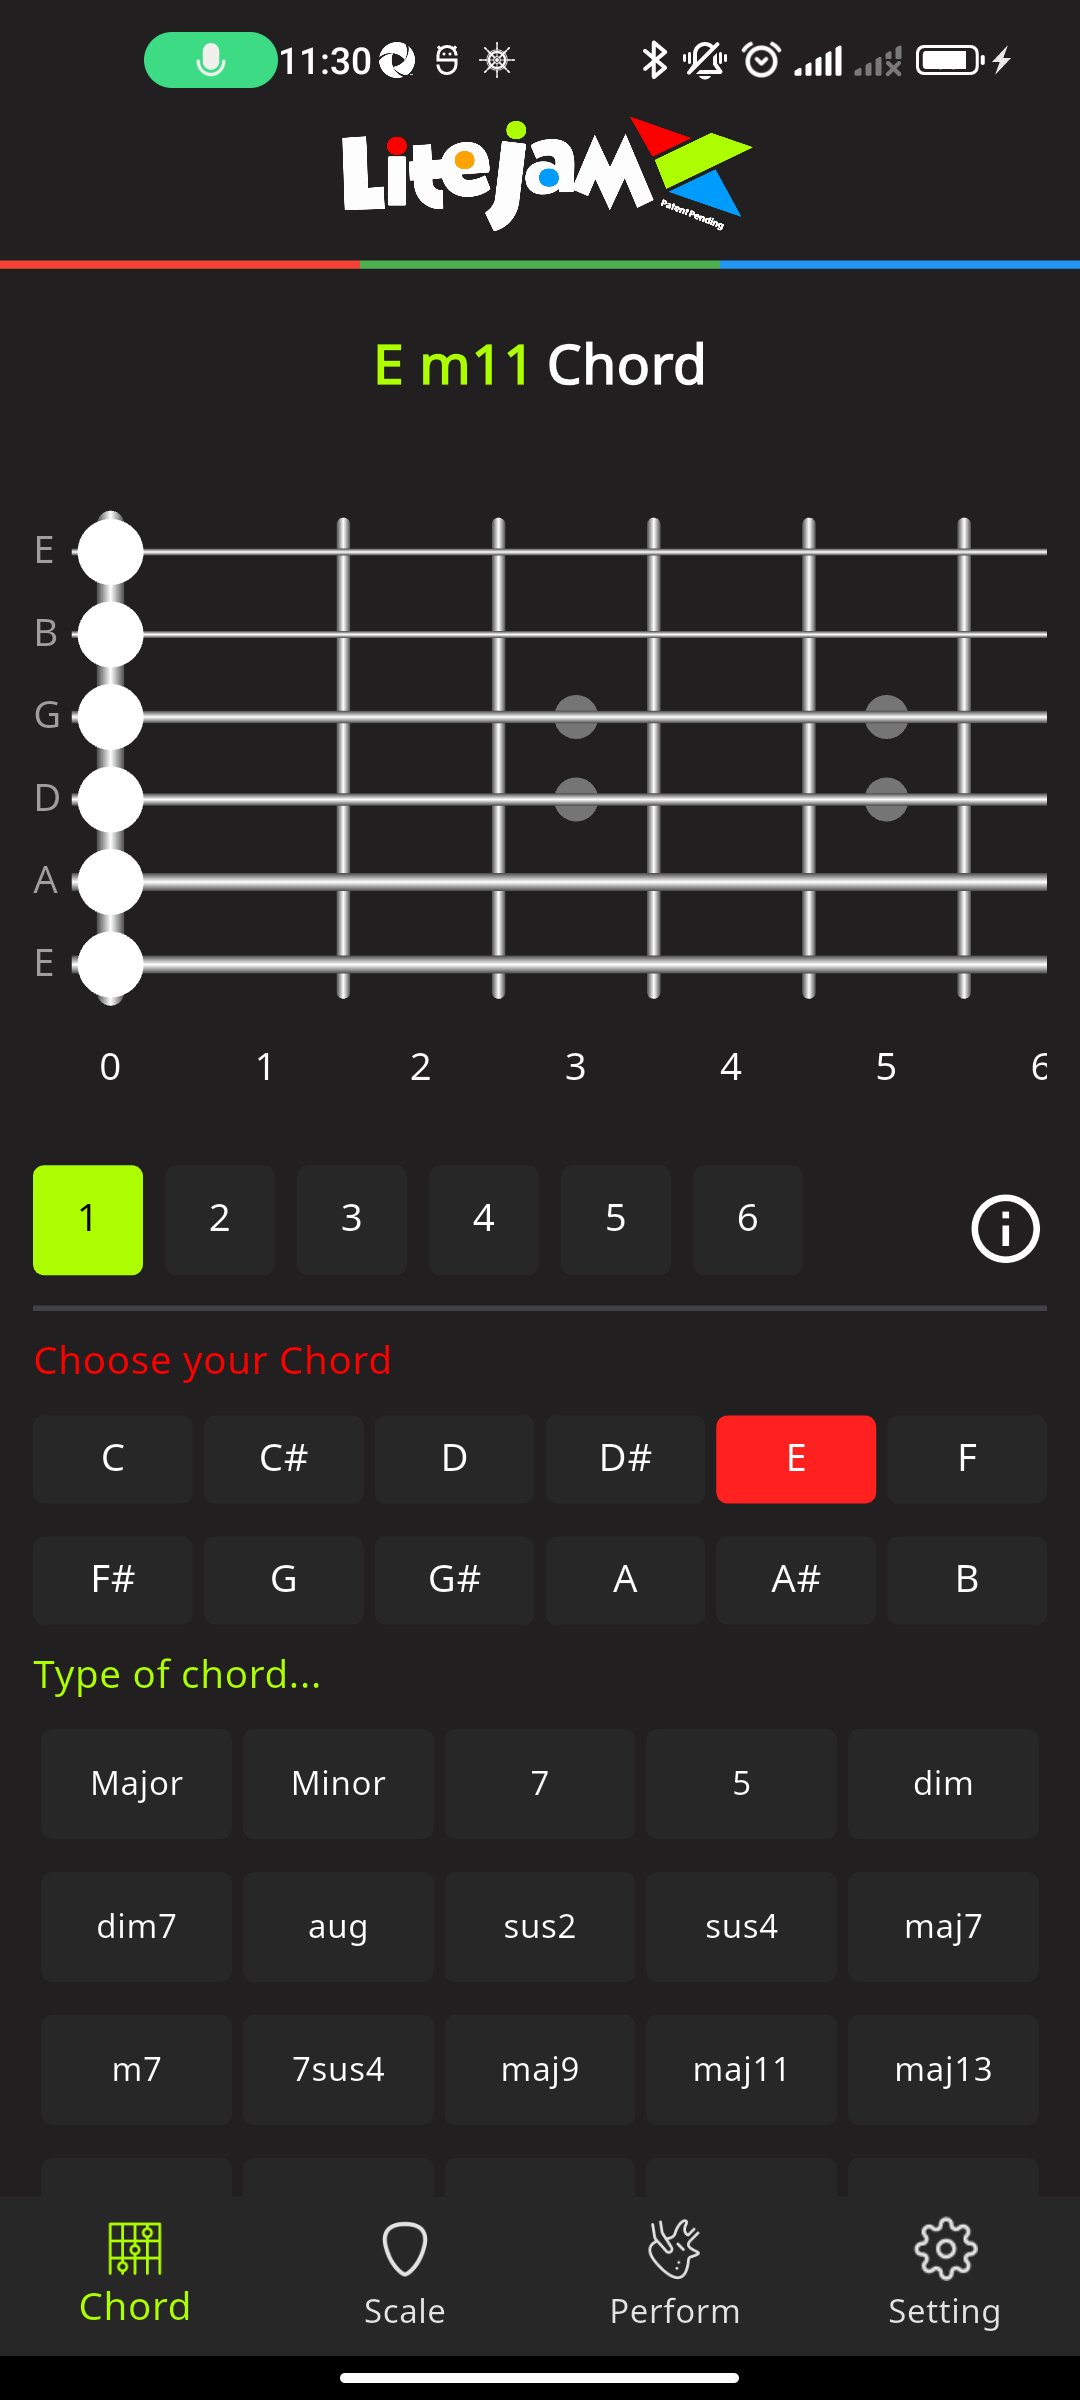 11:30
Litejam
Patent Pending
E m11 Chord
E
B
G
D
A
E
0 1 2 3 4 5 6
1 2 3 4 5 6
Choose your Chord
C C# D D# E F
F# G G# A A# B
Type of chord...
Major Minor 7 5 dim
dim7 aug sus2 sus4 maj7
m7 7sus4 maj9 maj11 maj13
Chord Scale Perform Setting